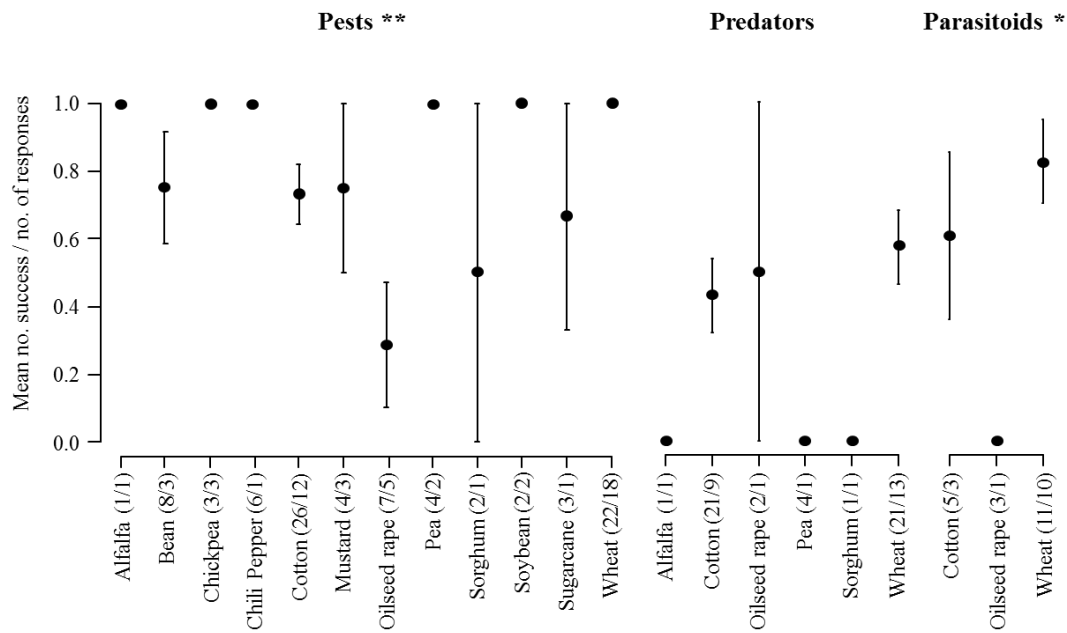 Pests **
Predators
Parasitoids *
Mean no. success / no. of responses
1.0
0.8
0.6
0.4
0.2
0.0
Alfalfa (1/1)
Bean (8/3)
Chickpea (3/3)
Chili Pepper (6/1)
Cotton (26/12)
Mustard (4/3)
Oilseed rape (7/5)
Pea (4/2)
Sorghum (2/1)
Soybean (2/2)
Sugarcane (3/1)
Wheat (22/18)
Alfalfa (1/1)
Cotton (21/9)
Oilseed rape (2/1)
Pea (4/1)
Sorghum (1/1)
Wheat (21/13)
Cotton (5/3)
Oilseed rape (3/1)
Wheat (11/10)